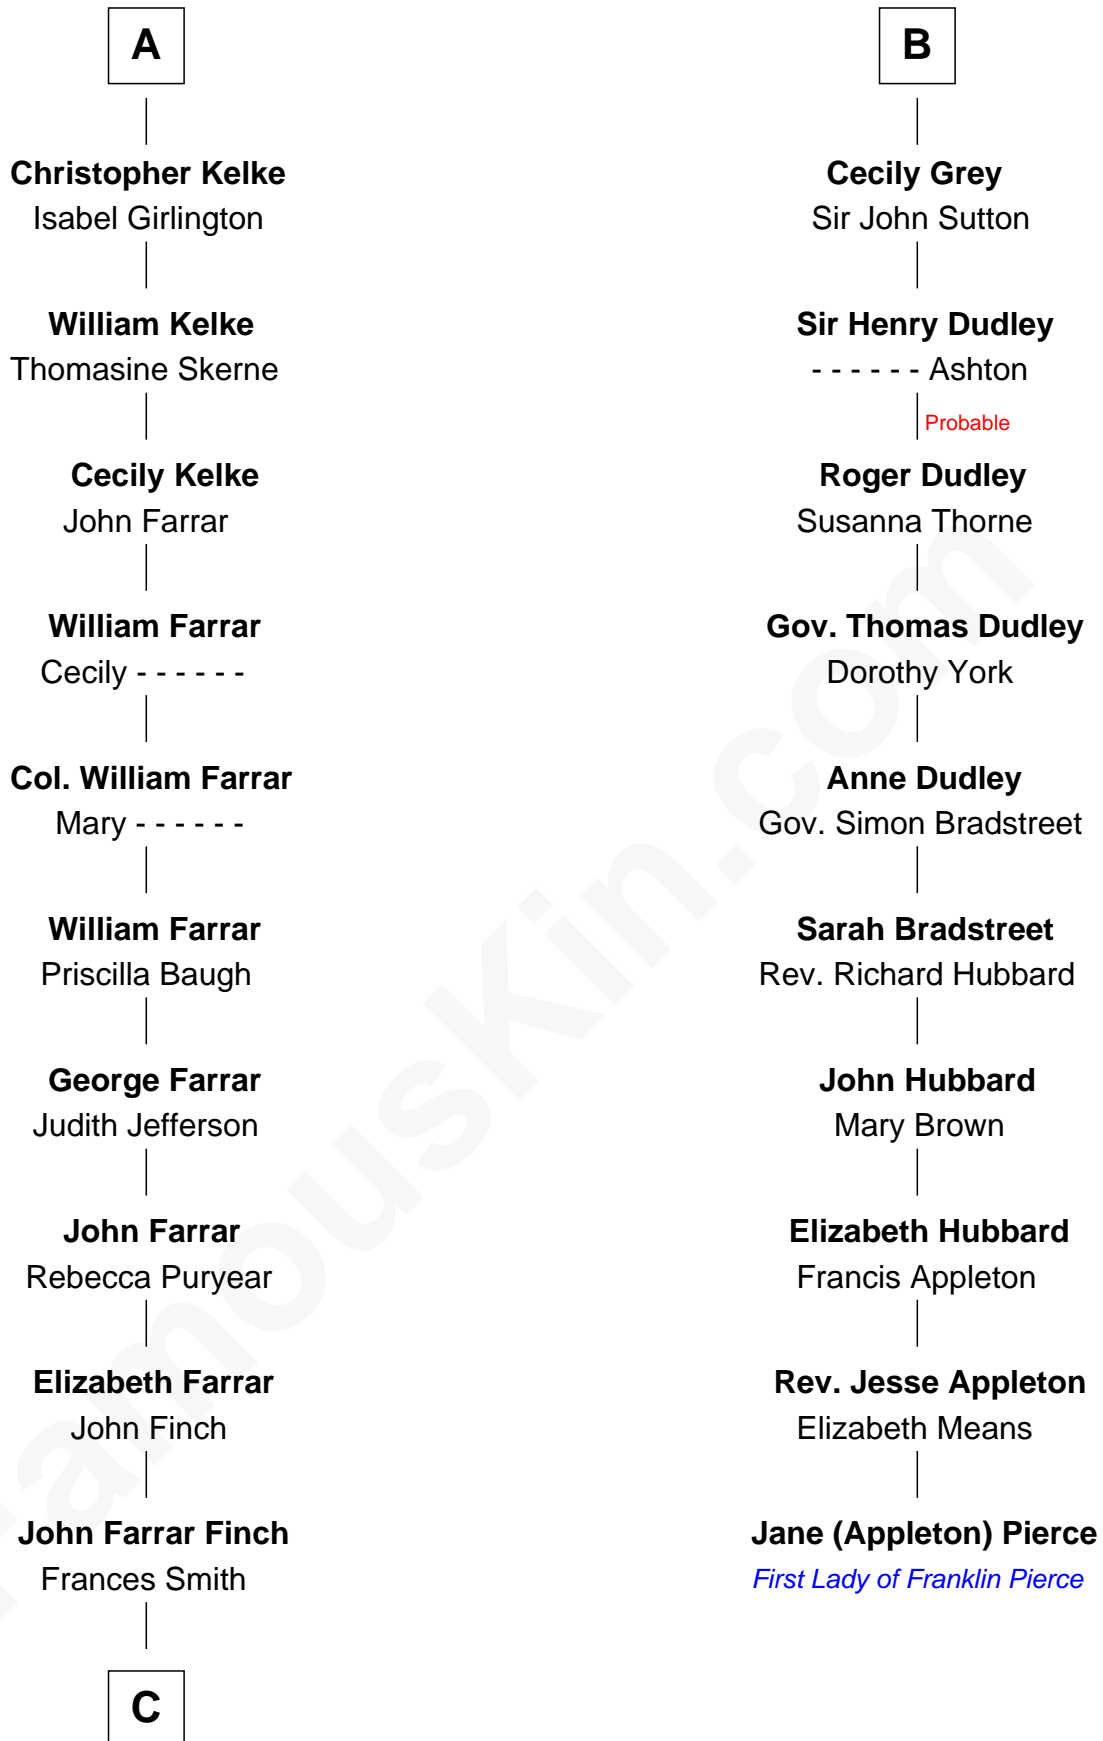 A
Christopher Kelke
Isabel Girlington
William Kelke
Thomasine Skerne
Cecily Kelke
John Farrar
William Farrar
Cecily - - - - - -
Col. William Farrar
Mary - - - - - -
William Farrar
Priscilla Baugh
George Farrar
Judith Jefferson
John Farrar
Rebecca Puryear
Elizabeth Farrar
John Finch
John Farrar Finch
Frances Smith
C
B
Cecily Grey
Sir John Sutton
Sir Henry Dudley
- - - - - - Ashton
Probable
Roger Dudley
Susanna Thorne
Gov. Thomas Dudley
Dorothy York
Anne Dudley
Gov. Simon Bradstreet
Sarah Bradstreet
Rev. Richard Hubbard
John Hubbard
Mary Brown
Elizabeth Hubbard
Francis Appleton
Rev. Jesse Appleton
Elizabeth Means
Jane (Appleton) Pierce
First Lady of Franklin Pierce
FamousKin.com